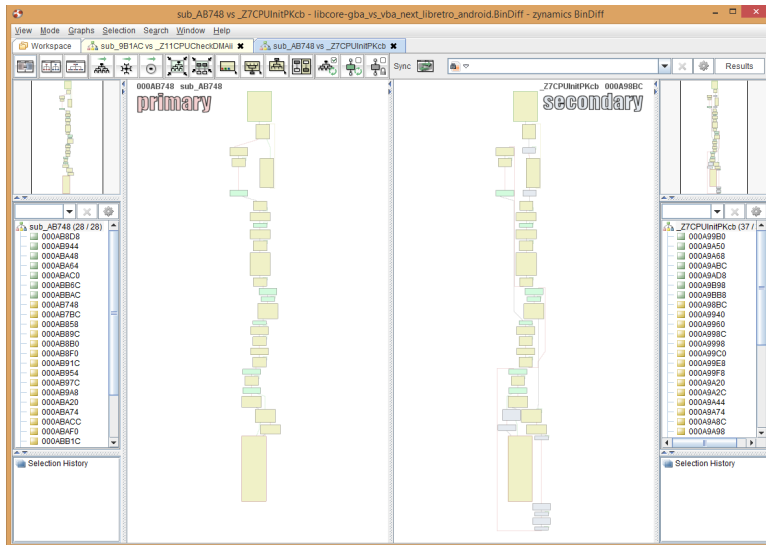 sub_AB748 vs _Z7CPUInitPKcb - libcore-gba_vs_vba_next_libretro_android.BinDiff - zynamics BinDiff
View Mode Graphs Selection Search Window Help
Workspace sub_9B1AC vs _Z11CPUCheckDMAii sub_AB748 vs _Z7CPUInitPKcb
Sync Results
000AB748 sub_AB748
primary
_Z7CPUInitPKcb 000A98BC
secondary
sub_AB748 (28 / 28)
000AB8D8
000AB944
000ABA48
000ABA64
000ABAC0
000ABB6C
000ABBAC
000AB748
000AB7BC
000AB858
000AB89C
000AB8B0
000AB8F0
000AB91C
000AB954
000AB97C
000AB9A8
000ABA20
000ABA74
000ABACC
000ABAF0
000ABB1C
Selection History
_Z7CPUInitPKcb (37 /
000A99B0
000A9A50
000A9A68
000A9ABC
000A9AD8
000A9B98
000A9BB8
000A98BC
000A9940
000A9960
000A998C
000A9998
000A99C0
000A99E8
000A99F8
000A9A20
000A9A2C
000A9A44
000A9A74
000A9A8C
000A9A98
Selection History